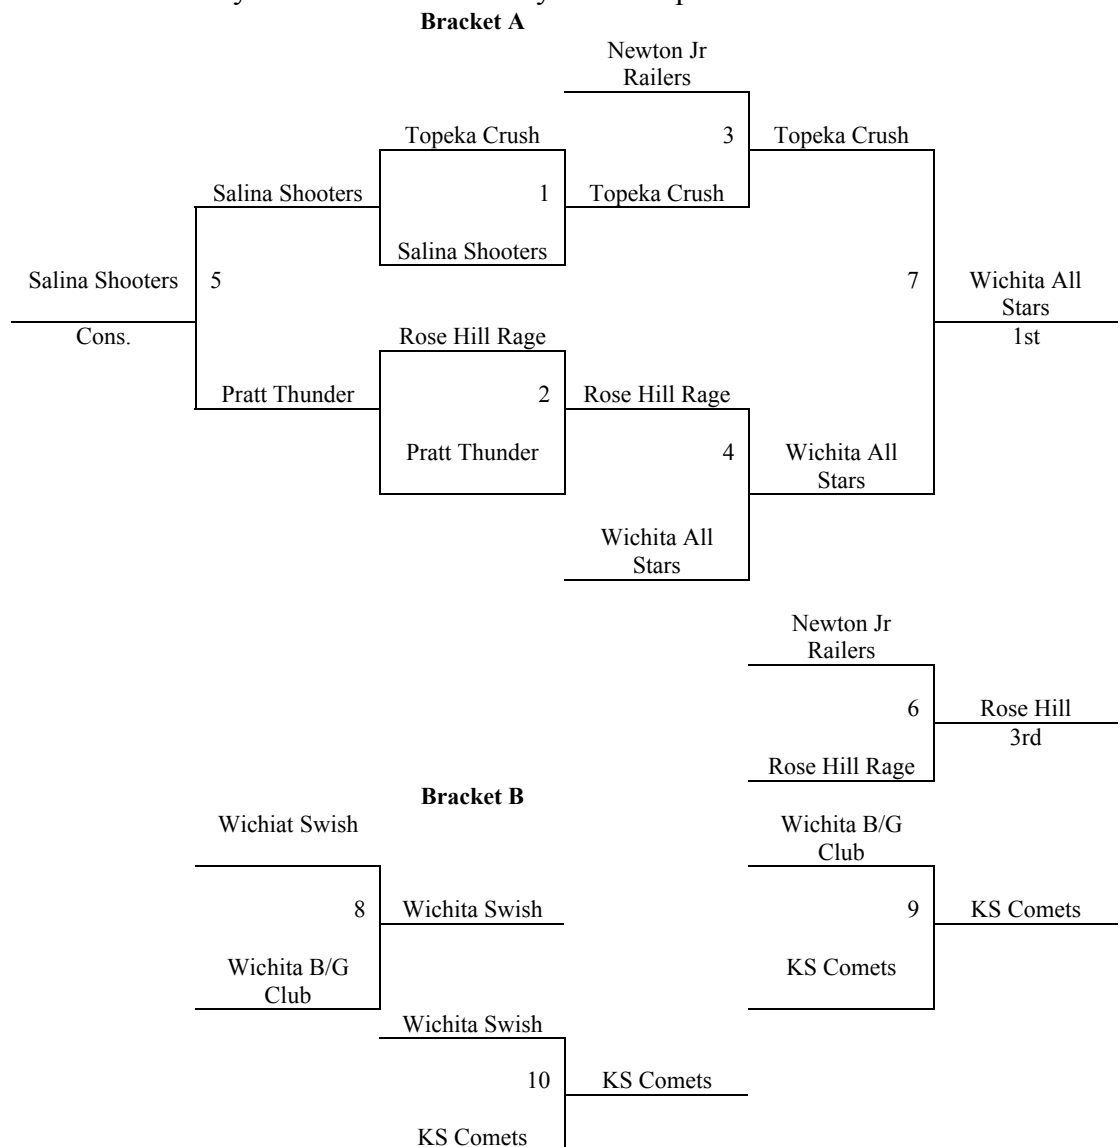 Bracket A
Newton Jr
Railers
Topeka Crush
3
Topeka Crush
Salina Shooters
1
Topeka Crush
Salina Shooters
Salina Shooters
5
7
Wichita All
Stars
Cons.
Rose Hill Rage
1st
Pratt Thunder
2
Rose Hill Rage
Pratt Thunder
4
Wichita All
Stars
Wichita All
Stars
Newton Jr
Railers
6
Rose Hill
3rd
Rose Hill Rage
Bracket B
Wichiat Swish
Wichita B/G
Club
8
Wichita Swish
9
KS Comets
Wichita B/G
Club
KS Comets
Wichita Swish
10
KS Comets
KS Comets